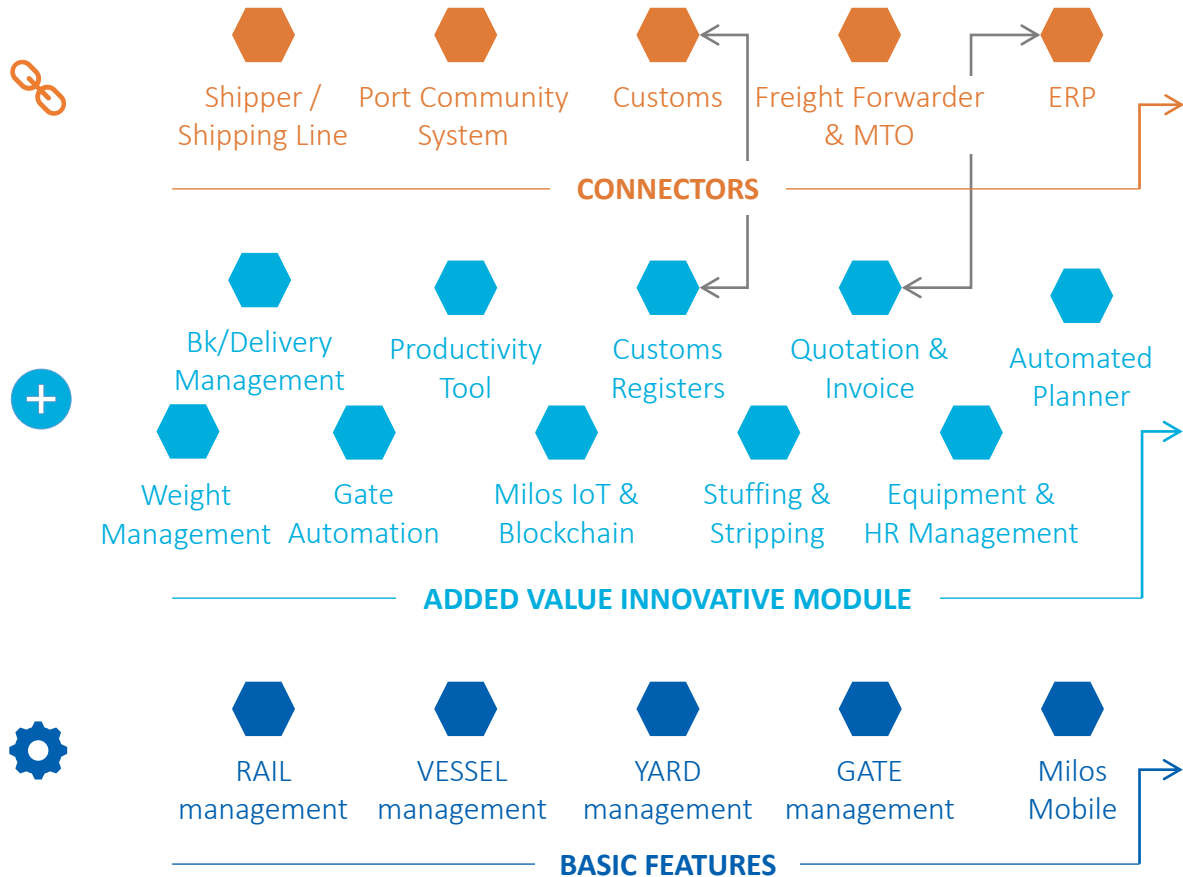 Shipper /
Shipping Line
Port Community
System
Customs
Freight Forwarder
& MTO
ERP
CONNECTORS
Bk/Delivery
Management
Productivity
Tool
Customs
Registers
Quotation &
Invoice
Automated
Planner
Weight
Management
Gate
Automation
Milos IoT &
Blockchain
Stuffing &
Stripping
Equipment &
HR Management
ADDED VALUE INNOVATIVE MODULE
RAIL
management
VESSEL
management
YARD
management
GATE
management
Milos
Mobile
BASIC FEATURES